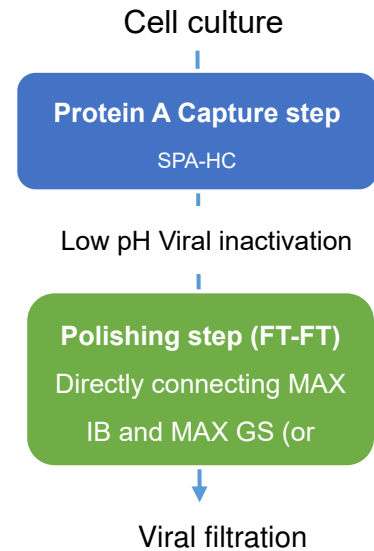 Cell culture
Protein A Capture step
SPA-HC
Low pH Viral inactivation
Polishing step (FT-FT)
Directly connecting MAX
IB and MAX GS (or
Viral filtration